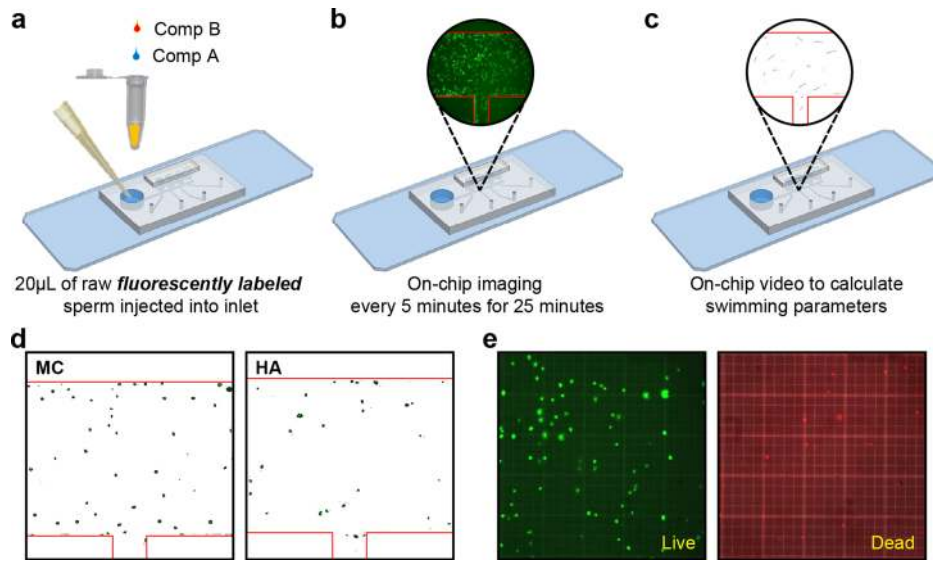 a
Comp B
Comp A
20μL of raw fluorescently labeled
sperm injected into inlet
b
On-chip imaging
every 5 minutes for 25 minutes
c
On-chip video to calculate
swimming parameters
d
MC
HA
e
Live
Dead